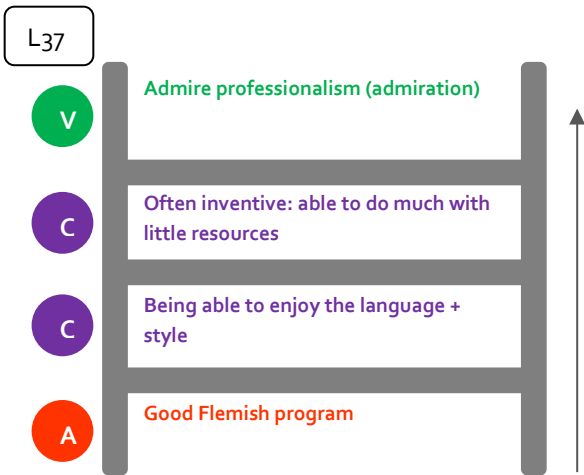 L37
V
Admire professionalism (admiration)
C
Often inventive: able to do much with
little resources
C
Being able to enjoy the language +
style
A
Good Flemish program